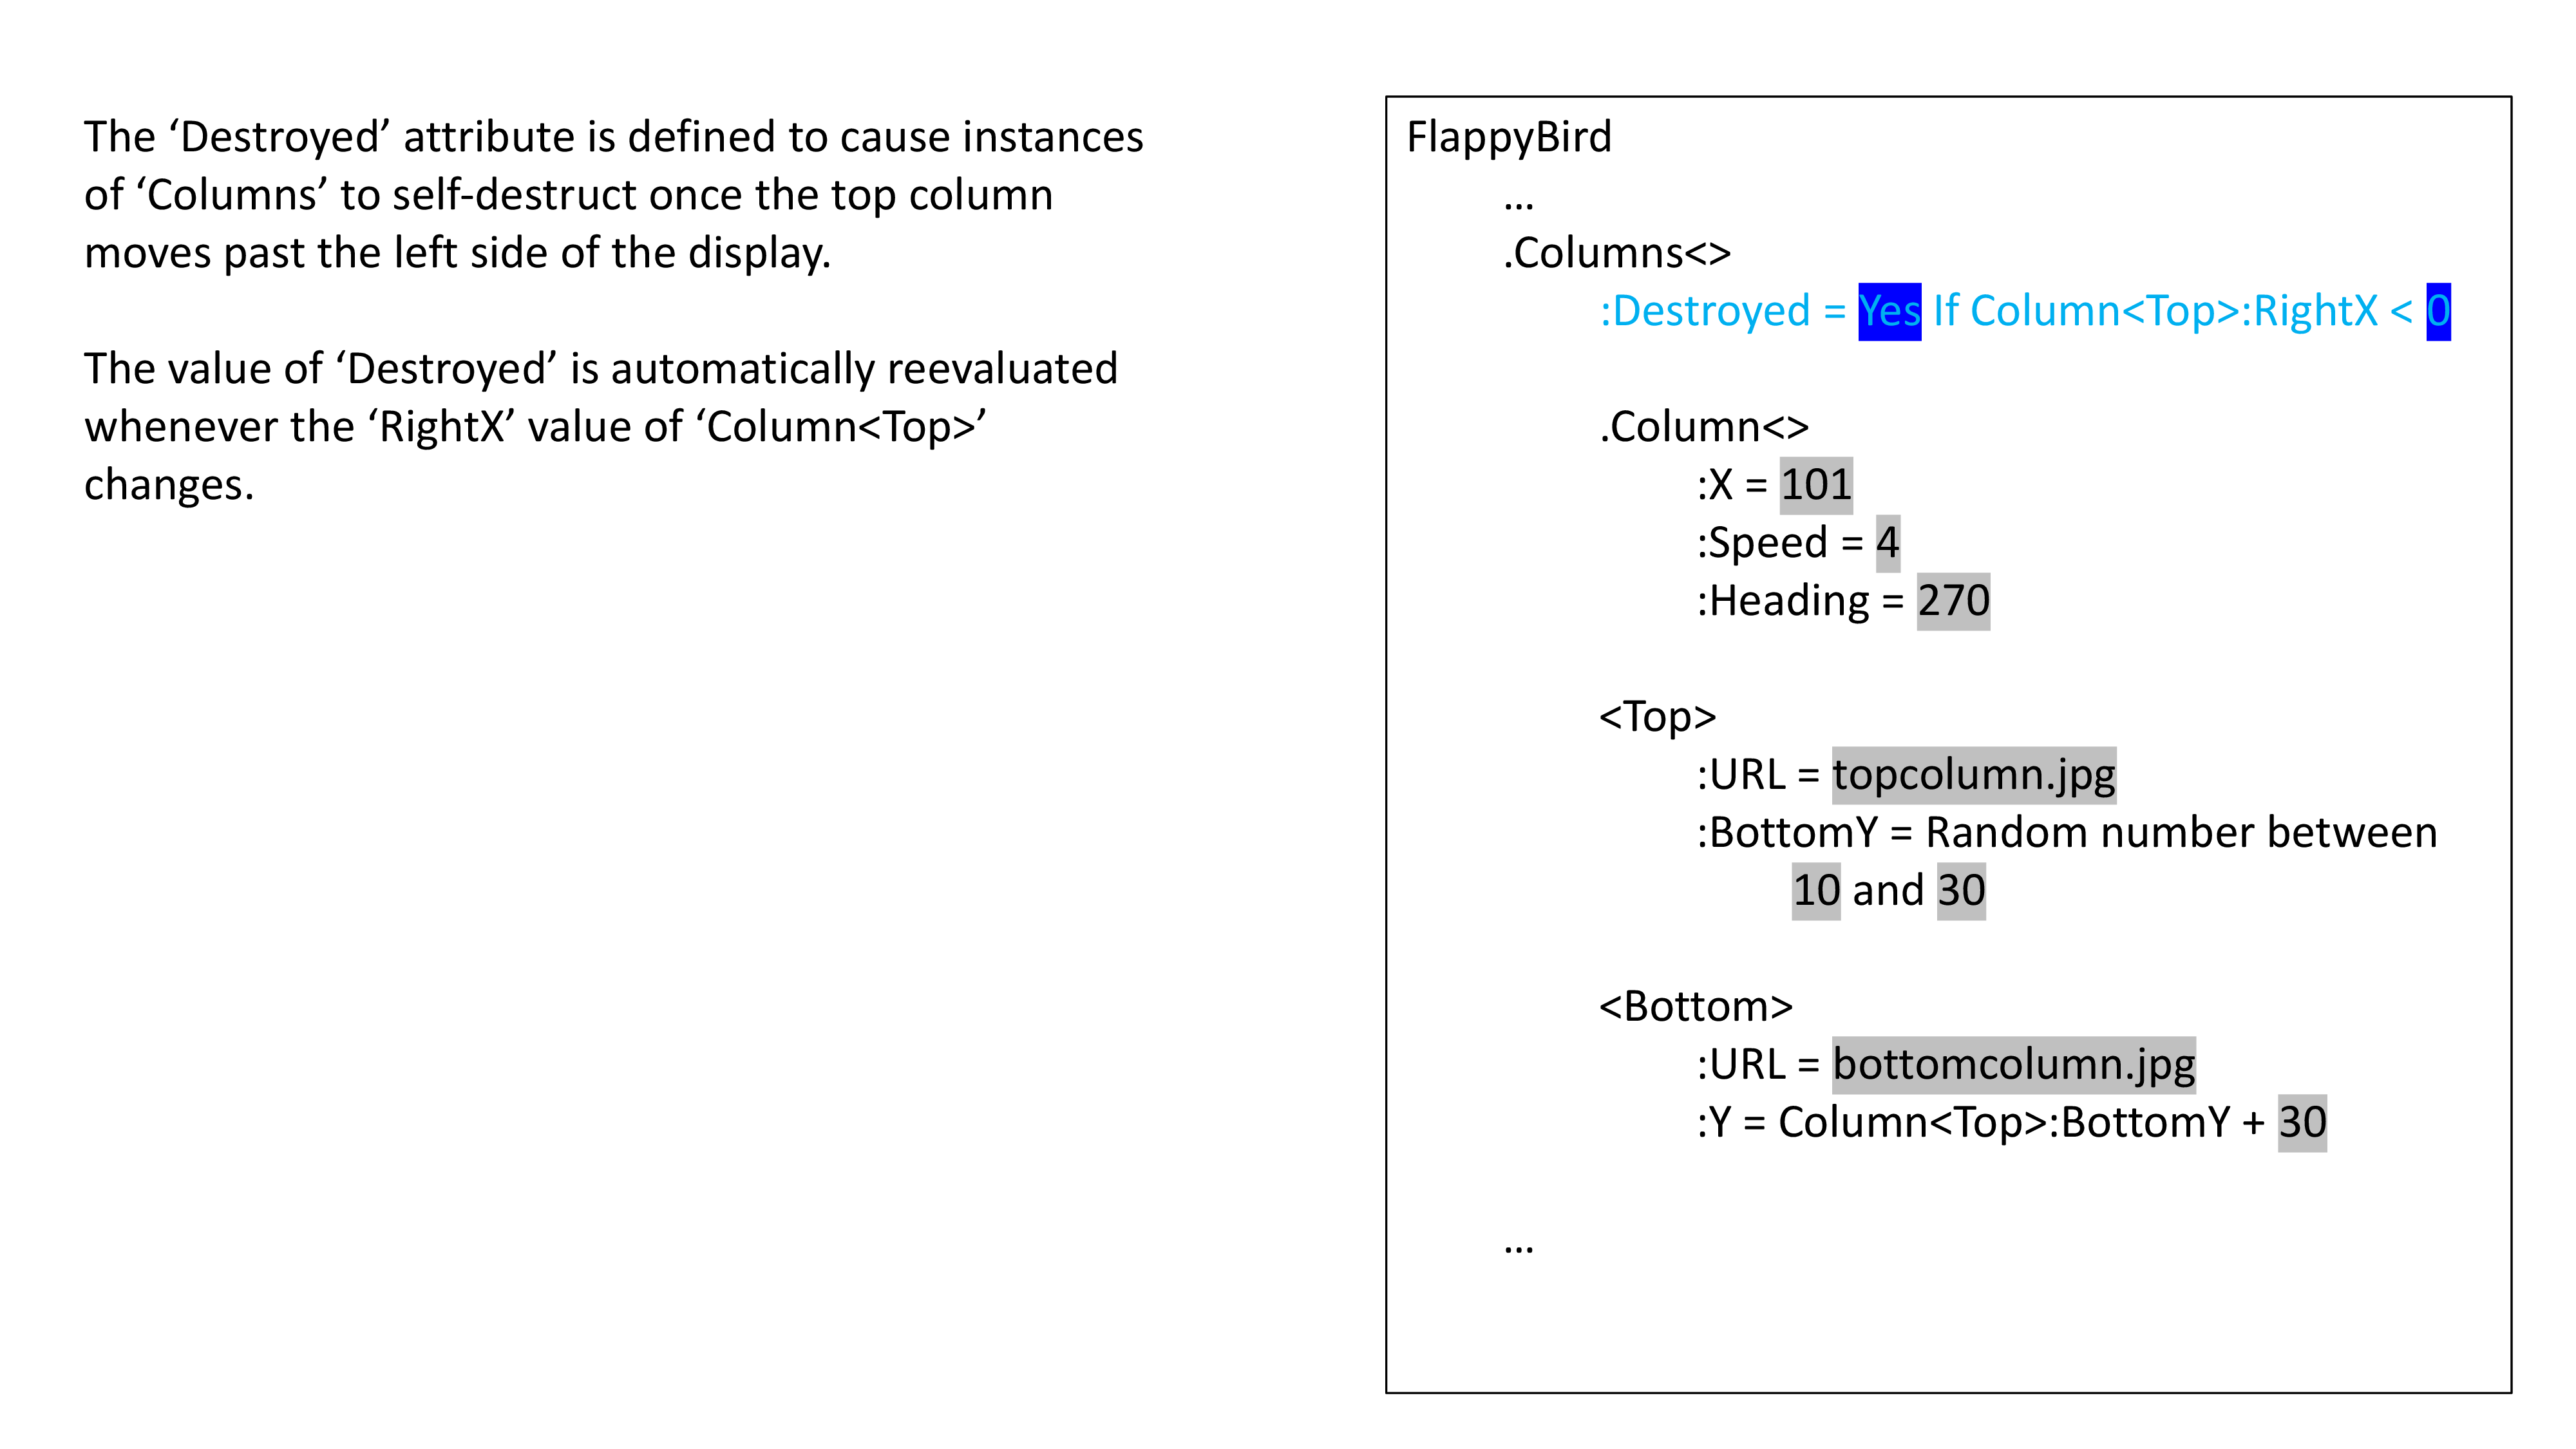 The ‘Destroyed’ attribute is defined to cause instances
of ‘Columns’ to self-destruct once the top column
moves past the left side of the display.
The value of ‘Destroyed’ is automatically reevaluated
whenever the ‘RightX’ value of ‘Column<Top>’
changes.
FlappyBird
...
.Columns<>
:Destroyed = Yes If Column<Top>:RightX < 0
.Column<>
:X = 101
:Speed = 4
:Heading = 270
<Top>
:URL = topcolumn.jpg
:BottomY = Random number between
10 and 30
<Bottom>
:URL = bottomcolumn.jpg
:Y = Column<Top>:BottomY + 30
...